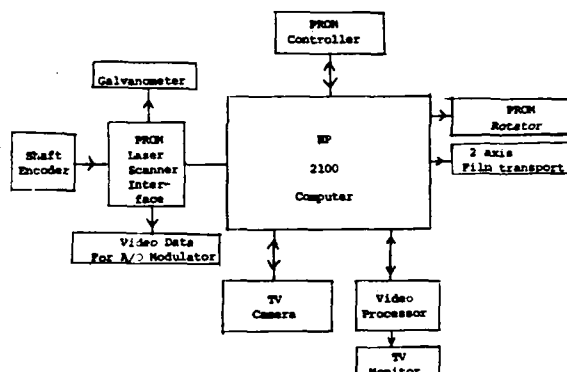 PROM
Controller
Galvanometer
Shaft
Encoder
PROM
Laser
Scanner
Inter-
face
HP
2100
Computer
PROM
Rotator
2 Axis
Film transport
Video Data
For A/O Modulator
TV
Camera
Video
Processor
TV
Monitor